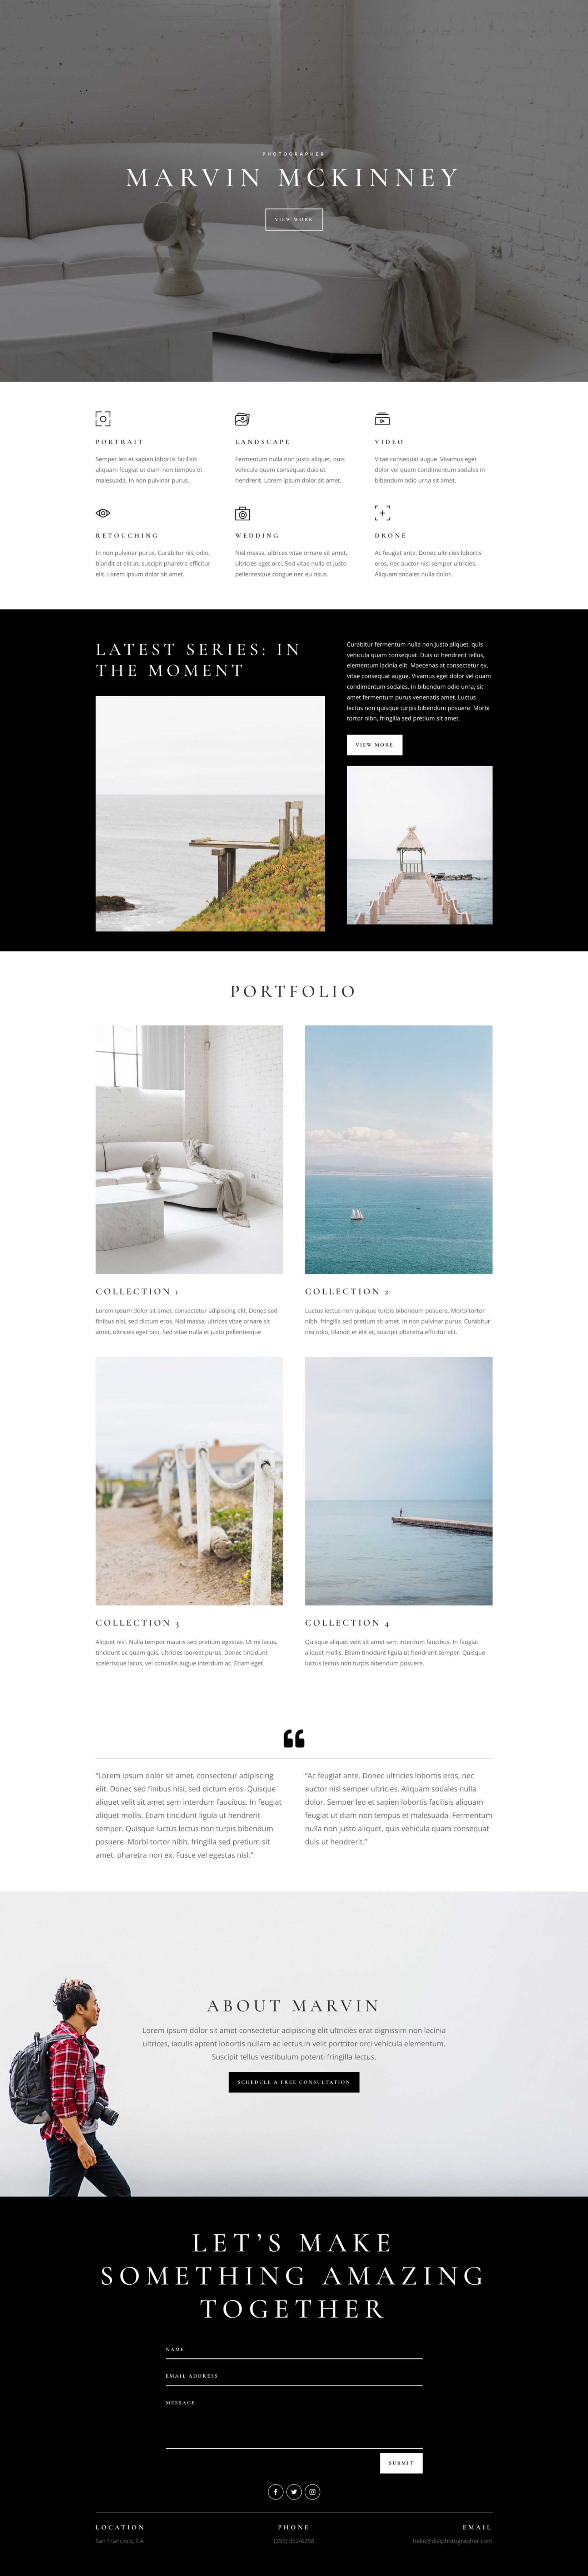 PHOTOGRAPHER
MARVIN MCKINNEY
VIEW WORK
PORTRAIT
Semper leo et sapien lobortis facilisis
aliquam feugiat ut diam non tempus et
malesuada. In non pulvinar purus.
LANDSCAPE
Fermentum nulla non justo aliquet, quis
vehicula quam consequat duis ut
hendrerit. Lorem ipsum dolor sit amet.
VIDEO
Vitae consequat augue. Vivamus eget
dolor vel quam condimentum sodales in
bibendum odio urna sit amet.
RETOUCHING
In non pulvinar purus. Curabitur nisi odio,
blandit et elit at, suscipit pharetra efficitur
elit. Lorem ipsum dolor sit amet.
WEDDING
Nisl massa, ultrices vitae ornare sit amet,
ultricies eget orci. Sed vitae nulla et justo
pellentesque congue nec eu risus.
DRONE
Ac feugiat ante. Donec ultricies lobortis
eros, nec auctor nisl semper ultricies.
Aliquam sodales nulla dolor.
LATEST SERIES: IN
THE MOMENT
Curabitur fermentum nulla non justo aliquet, quis
vehicula quam consequat. Duis ut hendrerit tellus,
elementum lacinia elit. Maecenas at consectetur ex,
vitae consequat augue. Vivamus eget dolor vel quam
condimentum sodales. In bibendum odio urna, sit
amet fermentum purus venenatis amet. Luctus
lectus non quisque turpis bibendum posuere. Morbi
tortor nibh, fringilla sed pretium sit amet.
VIEW MORE
PORTFOLIO
COLLECTION 1
Lorem ipsum dolor sit amet, consectetur adipiscing elit. Donec sed
finibus nisi, sed dictum eros. Nisl massa, ultrices vitae ornare sit
amet, ultricies eget orci. Sed vitae nulla et justo pellentesque
COLLECTION 2
Luctus lectus non quisque turpis bibendum posuere. Morbi tortor
nibh, fringilla sed pretium sit amet. In non pulvinar purus. Curabitur
nisi odio, blandit et elit at, suscipit pharetra efficitur elit.
COLLECTION 3
Aliquet nisl. Nulla tempor mauris sed pretium egestas. Ut mi lacus,
tincidunt ac quam quis, ultricies laoreet purus. Donec tincidunt
scelerisque lacus, vel convallis augue interdum ac. Etiam eget
COLLECTION 4
Quisque aliquet velit sit amet sem interdum faucibus. In feugiat
aliquet mollis. Etiam tincidunt ligula ut hendrerit semper. Quisque
luctus lectus non turpis bibendum posuere.
“Lorem ipsum dolor sit amet, consectetur adipiscing
elit. Donec sed finibus nisi, sed dictum eros. Quisque
aliquet velit sit amet sem interdum faucibus. In feugiat
aliquet mollis. Etiam tincidunt ligula ut hendrerit
semper. Quisque luctus lectus non turpis bibendum
posuere. Morbi tortor nibh, fringilla sed pretium sit
amet, pharetra non ex. Fusce vel egestas nisl.”
“Ac feugiat ante. Donec ultricies lobortis eros, nec
auctor nisl semper ultricies. Aliquam sodales nulla
dolor. Semper leo et sapien lobortis facilisis aliquam
feugiat ut diam non tempus et malesuada. Fermentum
nulla non justo aliquet, quis vehicula quam consequat
duis ut hendrerit.”
ABOUT MARVIN
Lorem ipsum dolor sit amet consectetur adipiscing elit ultricies erat dignissim non lacinia
ultrices, iaculis aptent lobortis nullam ac lectus in velit porttitor orci vehicula elementum.
Suscipit tellus vestibulum potenti fringilla lectus.
SCHEDULE A FREE CONSULTATION
LET’S MAKE
SOMETHING AMAZING
TOGETHER
NAME
EMAIL ADDRESS
MESSAGE
SUBMIT
LOCATION
San Francisco, CA
PHONE
(255) 352-6258
EMAIL
hello@diviphotographer.com